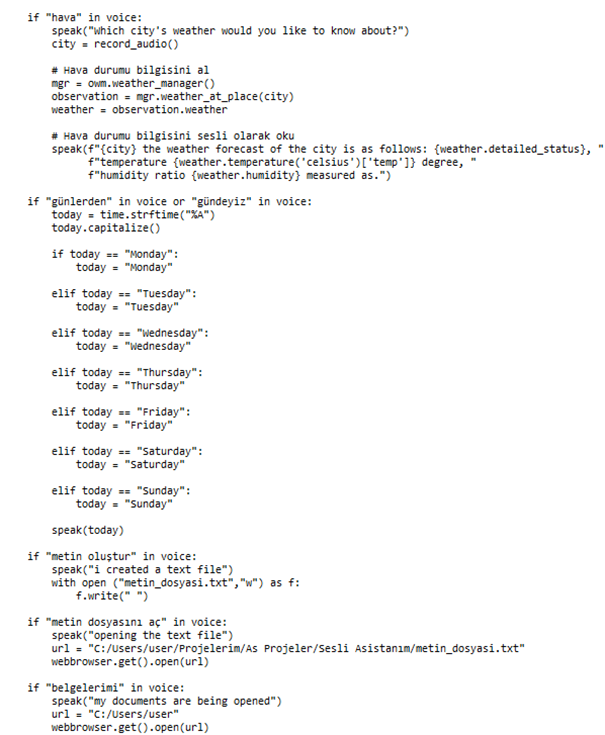 if "hava" in voice:
    speak("Which city's weather would you like to know about?")
    city = record_audio()

    # Hava durumu bilgisini al
    mgr = owm.weather_manager()
    observation = mgr.weather_at_place(city)
    weather = observation.weather

    # Hava durumu bilgisini sesli olarak oku
    speak(f"{city} the weather forecast of the city is as follows: {weather.detailed_status}, "
          f"temperature {weather.temperature('celsius')['temp']} degree, "
          f"humidity ratio {weather.humidity} measured as.")

if "günlerden" in voice or "gündeyiz" in voice:
    today = time.strftime("%A")
    today.capitalize()

    if today == "Monday":
        today = "Monday"

    elif today == "Tuesday":
        today = "Tuesday"

    elif today == "Wednesday":
        today = "Wednesday"

    elif today == "Thursday":
        today = "Thursday"

    elif today == "Friday":
        today = "Friday"

    elif today == "Saturday":
        today = "Saturday"

    elif today == "Sunday":
        today = "Sunday"

    speak(today)

if "metin oluştur" in voice:
    speak("i created a text file")
    with open ("metin_dosyasi.txt","w") as f:
        f.write(" ")

if "metin dosyasını aç" in voice:
    speak("opening the text file")
    url = "C:/Users/user/Projelerim/As Projeler/Sesli Asistanım/metin_dosyasi.txt"
    webbrowser.get().open(url)

if "belgelerimi" in voice:
    speak("my documents are being opened")
    url = "C:/Users/user"
    webbrowser.get().open(url)